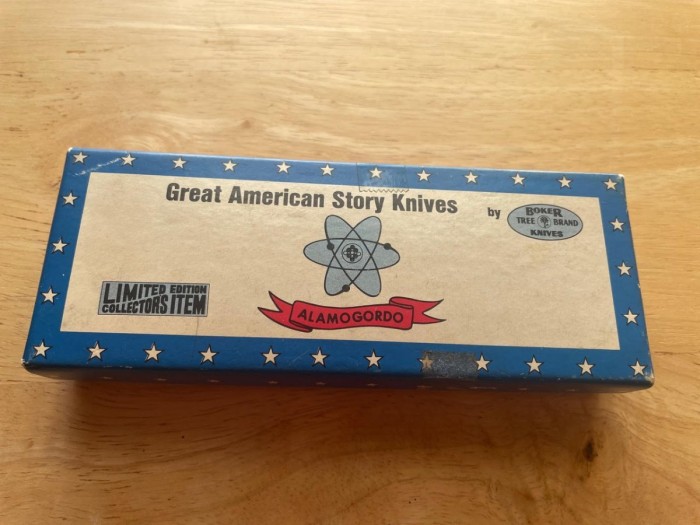 Great American Story Knives
by
BOKER
TREE BRAND
KNIVES
LIMITED EDITION
COLLECTORS ITEM
ALAMOGORDO